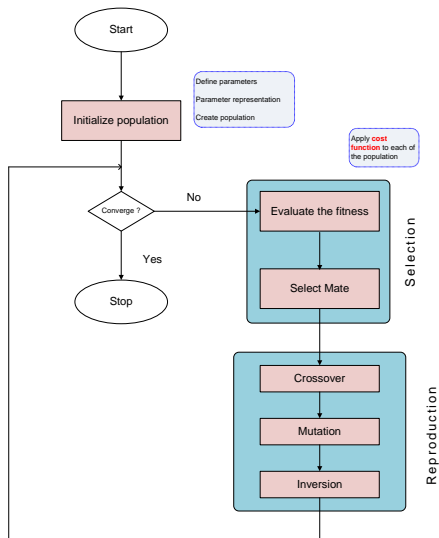 Start
Define parameters
Parameter representation
Create population
Initialize population
Apply cost
function to each of
the population
Converge ?
No
Evaluate the fitness
Yes
Select Mate
Stop
Selection
Crossover
Mutation
Inversion
Reproduction